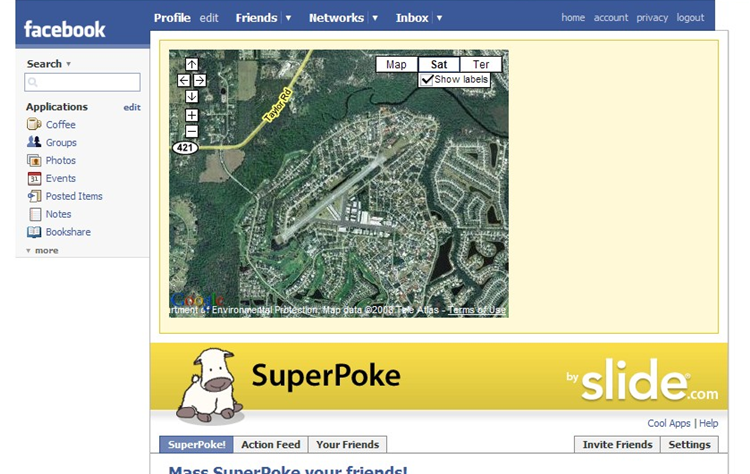 facebook
Profile edit Friends Networks Inbox
home account privacy logout
Search
Applications edit
Coffee
Groups
Photos
Events
Posted Items
Notes
Bookshare
more
Map Sat Ter
Show labels
Taylor Rd
421
Google
artment of Environmental Protection, Map data ©2008 Tele Atlas - Terms of Use
SuperPoke
by slide.com
Cool Apps | Help
SuperPoke! Action Feed Your Friends Invite Friends Settings
Mass SuperPoke your friends!